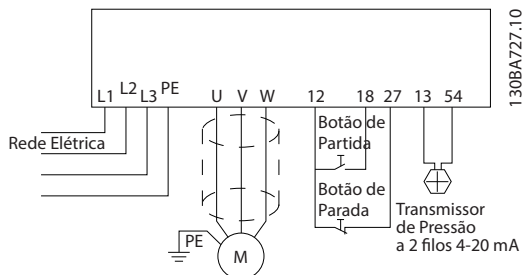 130BA727.10
L1 L2 L3 PE U V W 12 18 27 13 54
Rede Elétrica
Botão de
Partida
Botão de
Parada
Transmissor
de Pressão
a 2 filos 4-20 mA
PE
M